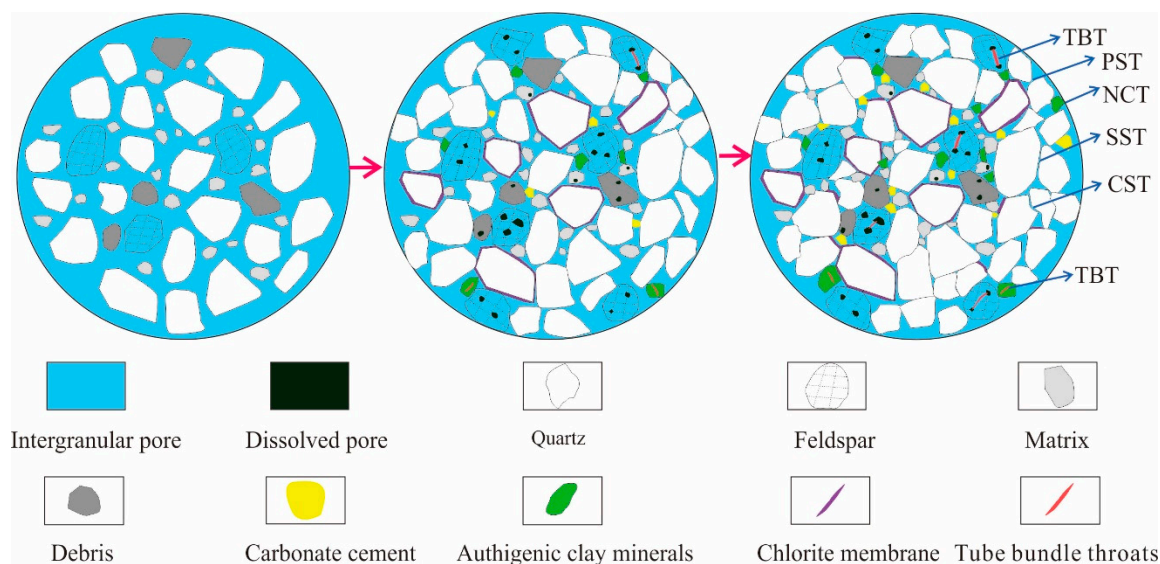 TBT
PST
NCT
SST
CST
TBT
Intergranular pore
Dissolved pore
Quartz
Feldspar
Matrix
Debris
Carbonate cement
Authigenic clay minerals
Chlorite membrane
Tube bundle throats